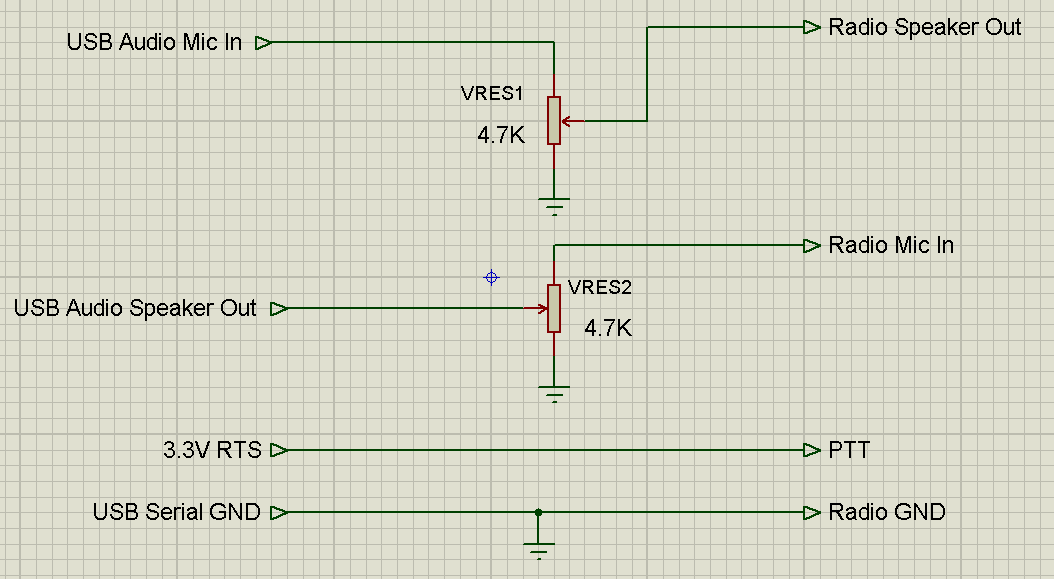 USB Audio Mic In
Radio Speaker Out
VRES1
4.7K
Radio Mic In
VRES2
USB Audio Speaker Out
4.7K
3.3V RTS
PTT
USB Serial GND
Radio GND